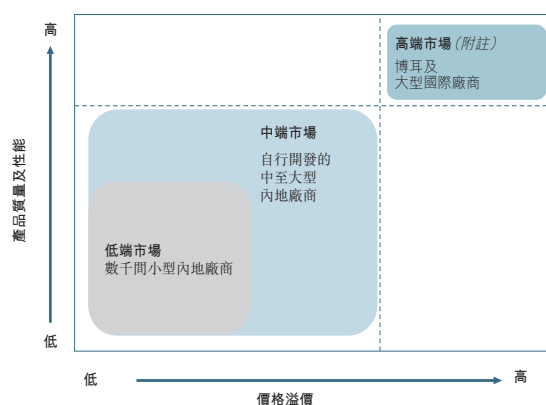 高
高端市場(附註)
博耳及
大型國際廠商
中端市場
自行開發的
中至大型
內地廠商
產品質量及性能
低端市場
數千間小型內地廠商
低
低
高
價格溢價